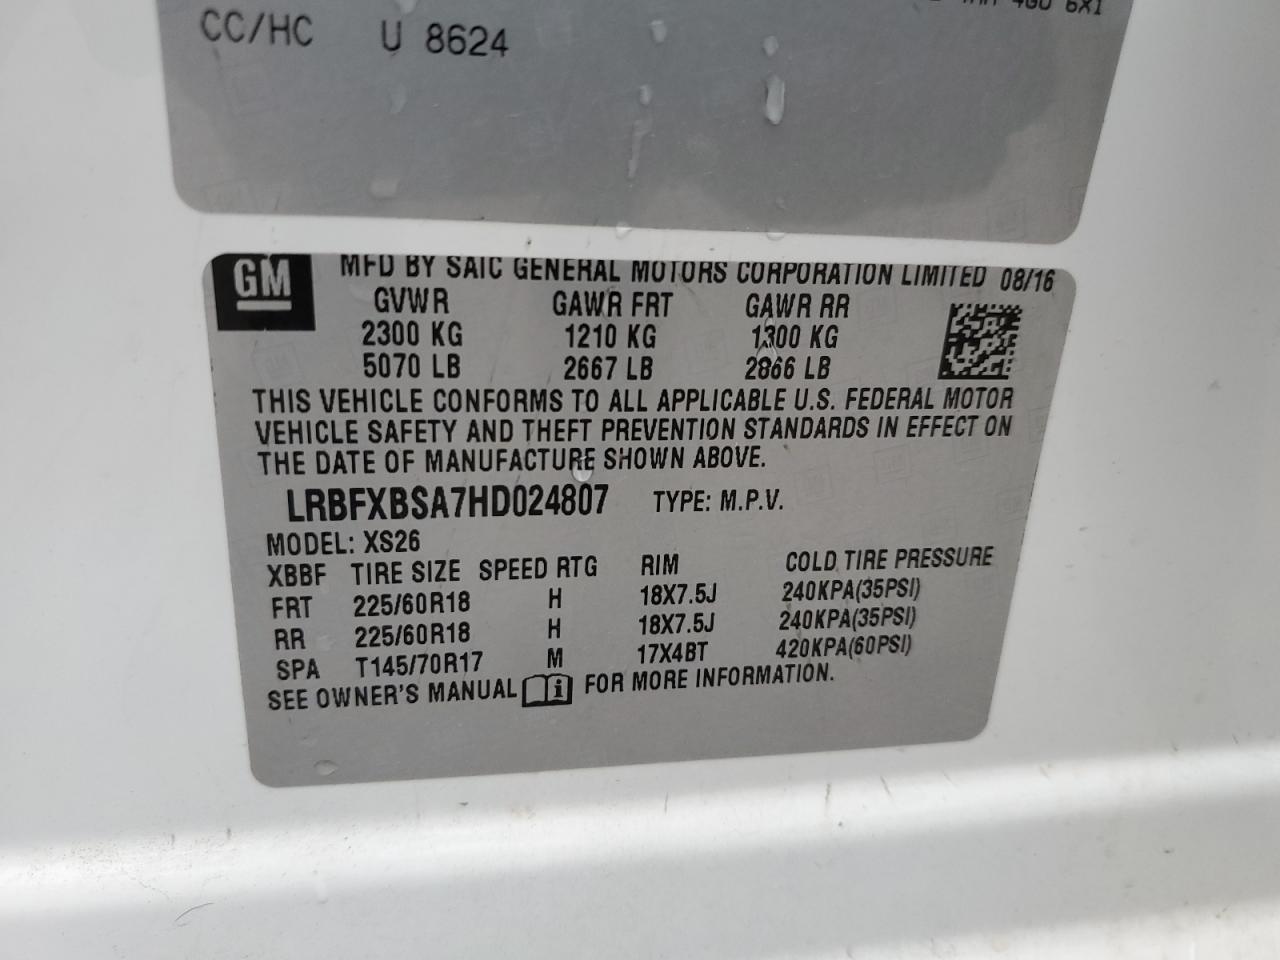 CC/HC U 8624
4GU 6X1
GM
MFD BY SAIC GENERAL MOTORS CORPORATION LIMITED 08/16
GVWR GAWR FRT GAWR RR
2300 KG 1210 KG 1300 KG
5070 LB 2667 LB 2866 LB
THIS VEHICLE CONFORMS TO ALL APPLICABLE U.S. FEDERAL MOTOR
VEHICLE SAFETY AND THEFT PREVENTION STANDARDS IN EFFECT ON
THE DATE OF MANUFACTURE SHOWN ABOVE.
LRBFXBSA7HD024807 TYPE: M.P.V.
MODEL: XS26
XBBF TIRE SIZE SPEED RTG RIM COLD TIRE PRESSURE
FRT 225/60R18 H 18X7.5J 240KPA(35PSI)
RR 225/60R18 H 18X7.5J 240KPA(35PSI)
SPA T145/70R17 M 17X4BT 420KPA(60PSI)
SEE OWNER'S MANUAL i FOR MORE INFORMATION.